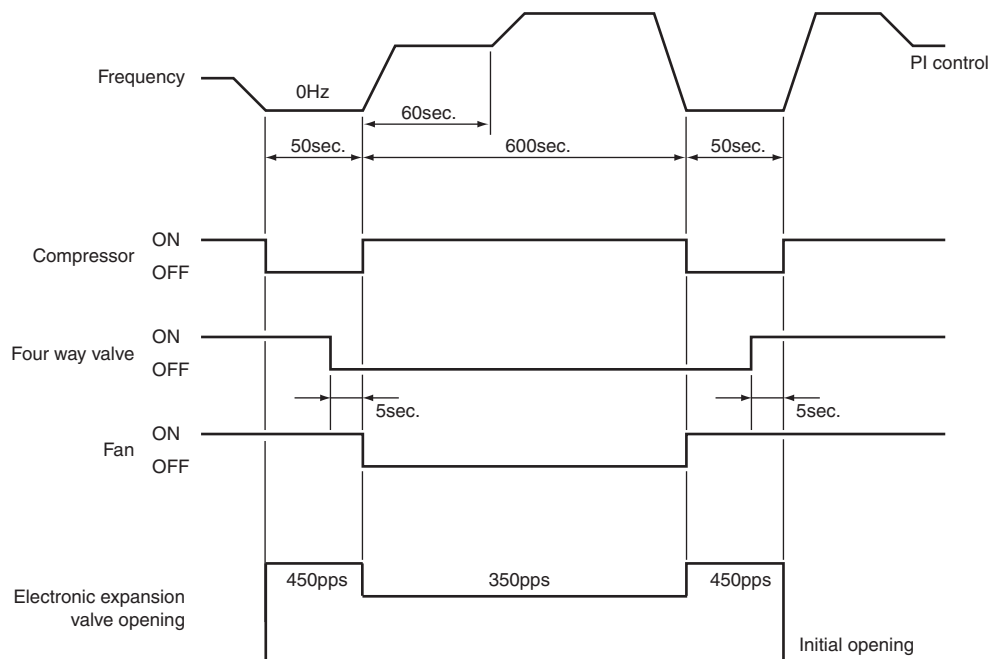 Frequency
0Hz
PI control
60sec.
50sec.
600sec.
50sec.
Compressor
ON
OFF
Four way valve
ON
OFF
5sec.
5sec.
Fan
ON
OFF
Electronic expansion
valve opening
450pps
350pps
450pps
Initial opening